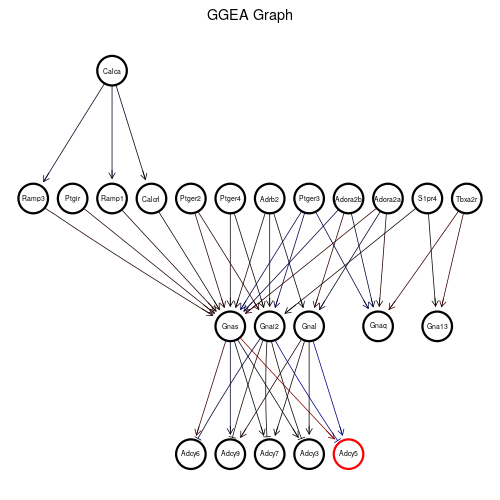 GGEA Graph
Calca
Ramp3 Ptgir Ramp1 Calcrl Ptger2 Ptger4 Adrb2 Ptger3 Adora2b Adora2a S1pr4 Tbxa2r
Gnas Gnai2 Gnal Gnaq Gna13
Adcy6 Adcy9 Adcy7 Adcy3 Adcy5